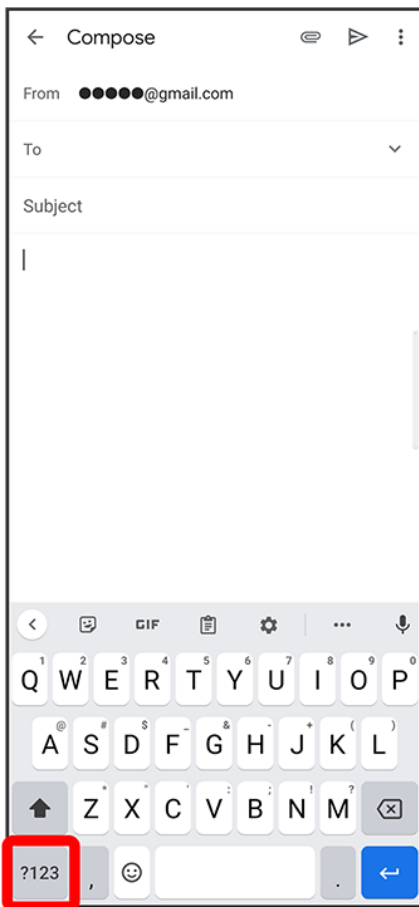 Compose
From ●●●●●@gmail.com
To
Subject
GIF
1 2 3 4 5 6 7 8 9 0
Q W E R T Y U I O P
@ # $ _ & - + ( )
A S D F G H J K L
* " ' : ; ! ?
Z X C V B N M
?123 , .